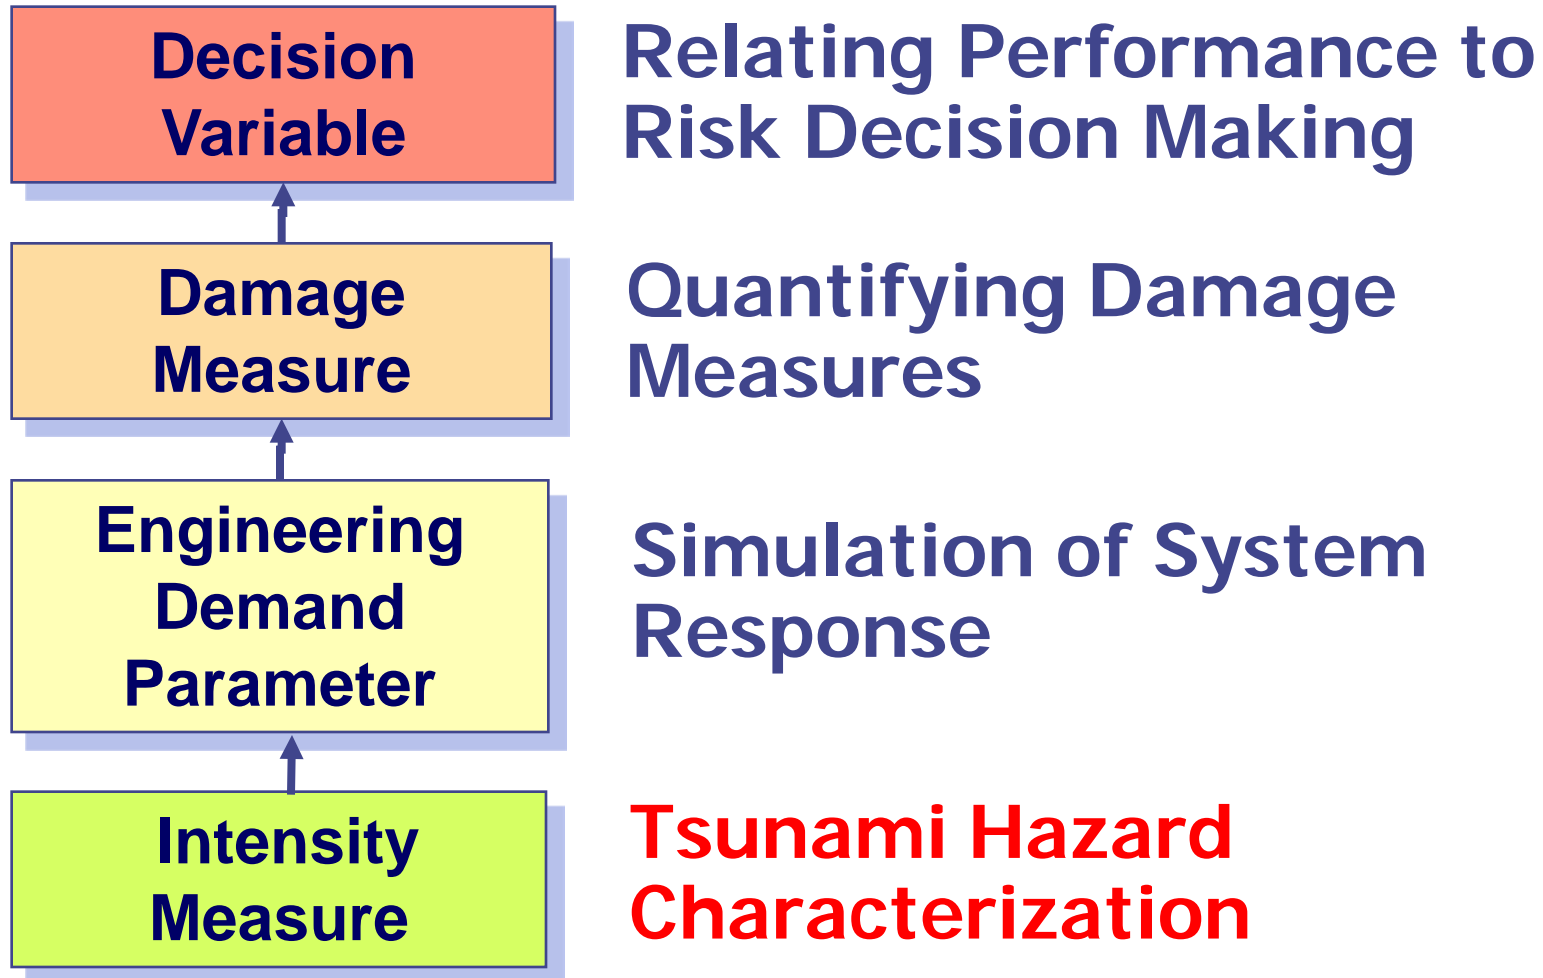 Decision
Variable
Relating Performance to
Risk Decision Making
Damage
Measure
Quantifying Damage
Measures
Engineering
Demand
Parameter
Simulation of System
Response
Intensity
Measure
Tsunami Hazard
Characterization